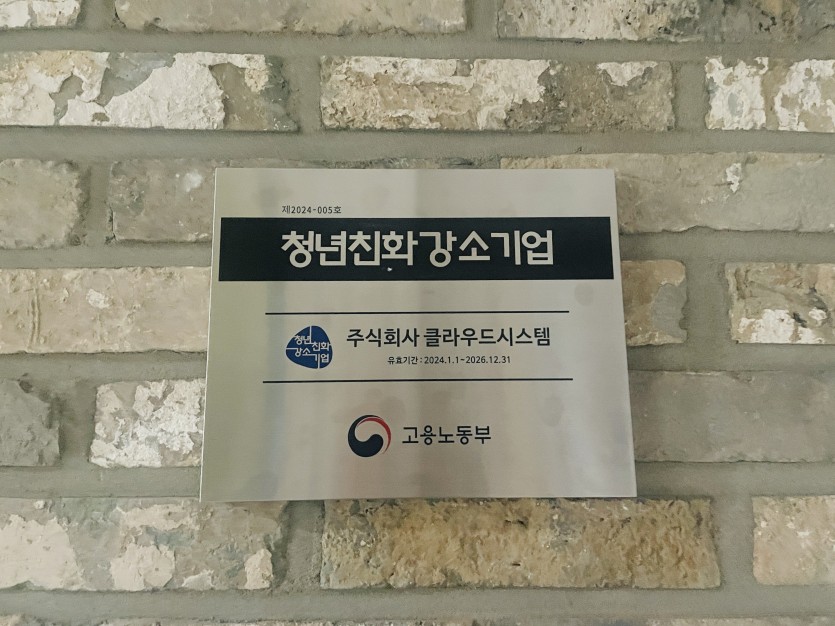 제2024-005호
청년친화강소기업
청년친화
강소기업
주식회사 클라우드시스템
유효기간 : 2024.1.1~2026.12.31
고용노동부